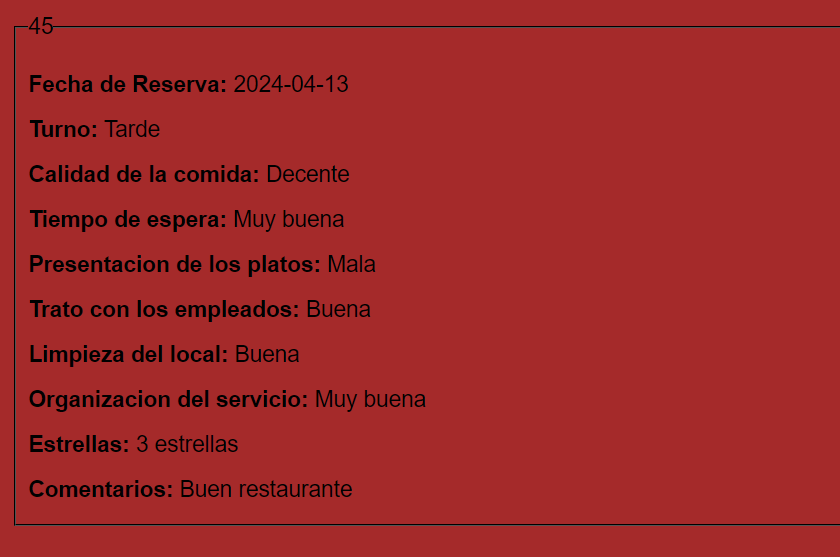 45
Fecha de Reserva: 2024-04-13
Turno: Tarde
Calidad de la comida: Decente
Tiempo de espera: Muy buena
Presentacion de los platos: Mala
Trato con los empleados: Buena
Limpieza del local: Buena
Organizacion del servicio: Muy buena
Estrellas: 3 estrellas
Comentarios: Buen restaurante